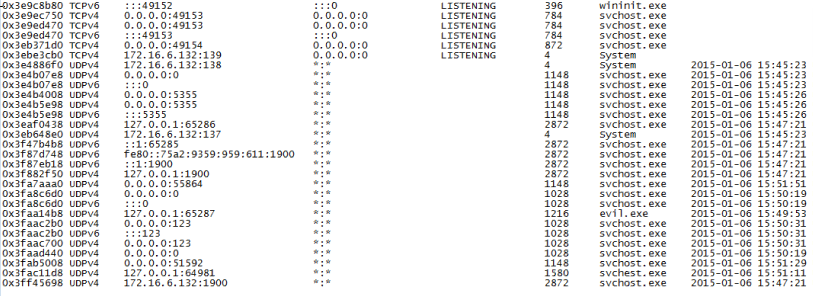 0x3e9c8b80 TCPv6 :::49152 :::0 LISTENING 396 wininit.exe
0x3e9ec750 TCPv4 0.0.0.0:49153 0.0.0.0:0 LISTENING 784 svchost.exe
0x3e9ed470 TCPv4 0.0.0.0:49153 0.0.0.0:0 LISTENING 784 svchost.exe
0x3e9ed470 TCPv6 :::49153 :::0 LISTENING 784 svchost.exe
0x3eb371d0 TCPv4 0.0.0.0:49154 0.0.0.0:0 LISTENING 872 svchost.exe
0x3ebe3cb0 TCPv4 172.16.6.132:139 0.0.0.0:0 LISTENING 4 System
0x3e4886f0 UDPv4 172.16.6.132:138 *:* 4 System 2015-01-06 15:45:23
0x3e4b07e8 UDPv4 0.0.0.0:0 *:* 1148 svchost.exe 2015-01-06 15:45:23
0x3e4b07e8 UDPv6 :::0 *:* 1148 svchost.exe 2015-01-06 15:45:23
0x3e4b4008 UDPv4 0.0.0.0:5355 *:* 1148 svchost.exe 2015-01-06 15:45:26
0x3e4b5e98 UDPv4 0.0.0.0:5355 *:* 1148 svchost.exe 2015-01-06 15:45:26
0x3e4b5e98 UDPv6 :::5355 *:* 1148 svchost.exe 2015-01-06 15:45:26
0x3eaf0438 UDPv4 127.0.0.1:65286 *:* 2872 svchost.exe 2015-01-06 15:47:21
0x3eb648e0 UDPv4 172.16.6.132:137 *:* 4 System 2015-01-06 15:45:23
0x3f47b4b8 UDPv6 ::1:65285 *:* 2872 svchost.exe 2015-01-06 15:47:21
0x3f87d748 UDPv6 fe80::75a2:9359:959:611:1900 *:* 2872 svchost.exe 2015-01-06 15:47:21
0x3f87eb18 UDPv6 ::1:1900 *:* 2872 svchost.exe 2015-01-06 15:47:21
0x3f882f50 UDPv4 127.0.0.1:1900 *:* 2872 svchost.exe 2015-01-06 15:47:21
0x3fa7aaa0 UDPv4 0.0.0.0:55864 *:* 1148 svchost.exe 2015-01-06 15:51:51
0x3fa8c6d0 UDPv4 0.0.0.0:0 *:* 1028 svchost.exe 2015-01-06 15:50:19
0x3fa8c6d0 UDPv6 :::0 *:* 1028 svchost.exe 2015-01-06 15:50:19
0x3faa14b8 UDPv4 127.0.0.1:65287 *:* 1216 evil.exe 2015-01-06 15:49:53
0x3faac2b0 UDPv4 0.0.0.0:123 *:* 1028 svchost.exe 2015-01-06 15:50:31
0x3faac2b0 UDPv6 :::123 *:* 1028 svchost.exe 2015-01-06 15:50:31
0x3faac700 UDPv4 0.0.0.0:123 *:* 1028 svchost.exe 2015-01-06 15:50:31
0x3faad440 UDPv4 0.0.0.0:0 *:* 1028 svchost.exe 2015-01-06 15:50:19
0x3fab5008 UDPv4 0.0.0.0:51592 *:* 1148 svchost.exe 2015-01-06 15:51:29
0x3fac11d8 UDPv4 127.0.0.1:64981 *:* 1580 svchost.exe 2015-01-06 15:51:11
0x3ff45698 UDPv4 172.16.6.132:1900 *:* 2872 svchost.exe 2015-01-06 15:47:21